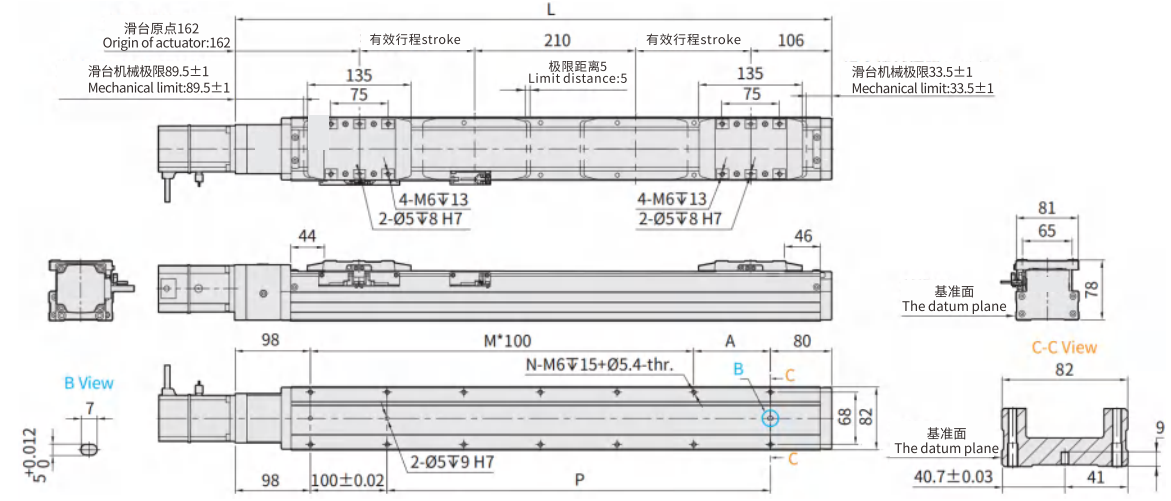 L
滑台原点162
Origin of actuator:162
有效行程stroke
210
有效行程stroke
106
滑台机械极限89.5±1
Mechanical limit:89.5±1
135
75
极限距离5
Limit distance:5
135
75
滑台机械极限33.5±1
Mechanical limit:33.5±1
4-M6↧13
2-Ø5↧8 H7
4-M6↧13
2-Ø5↧8 H7
44
46
81
65
78
基准面
The datum plane
98
M*100
A
80
C-C View
B View
N-M6↧15+Ø5.4-thr.
B
C
82
7
+0.012
5 0
68
82
基准面
The datum plane
9
2-Ø5↧9 H7
C
98
100±0.02
P
40.7±0.03
41